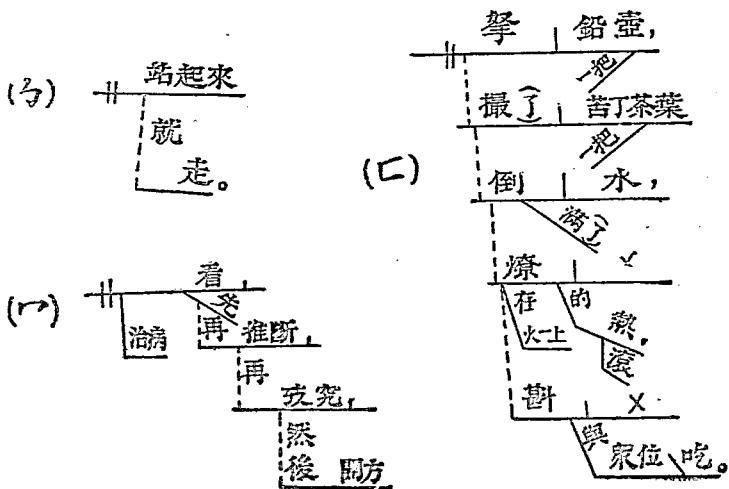 (ㄋ)
站起來
就
走。
(ㄇ)
看,
先
治病
再 推斷,
再
攷究,
然後 開方
(ㄈ)
拏 鉛壺,
一把
撮(了) 苦丁茶葉
一把
倒 水,
滿(了)
燎
在火上
的
熱,
滾
斟 ×
與
眾位 吃。